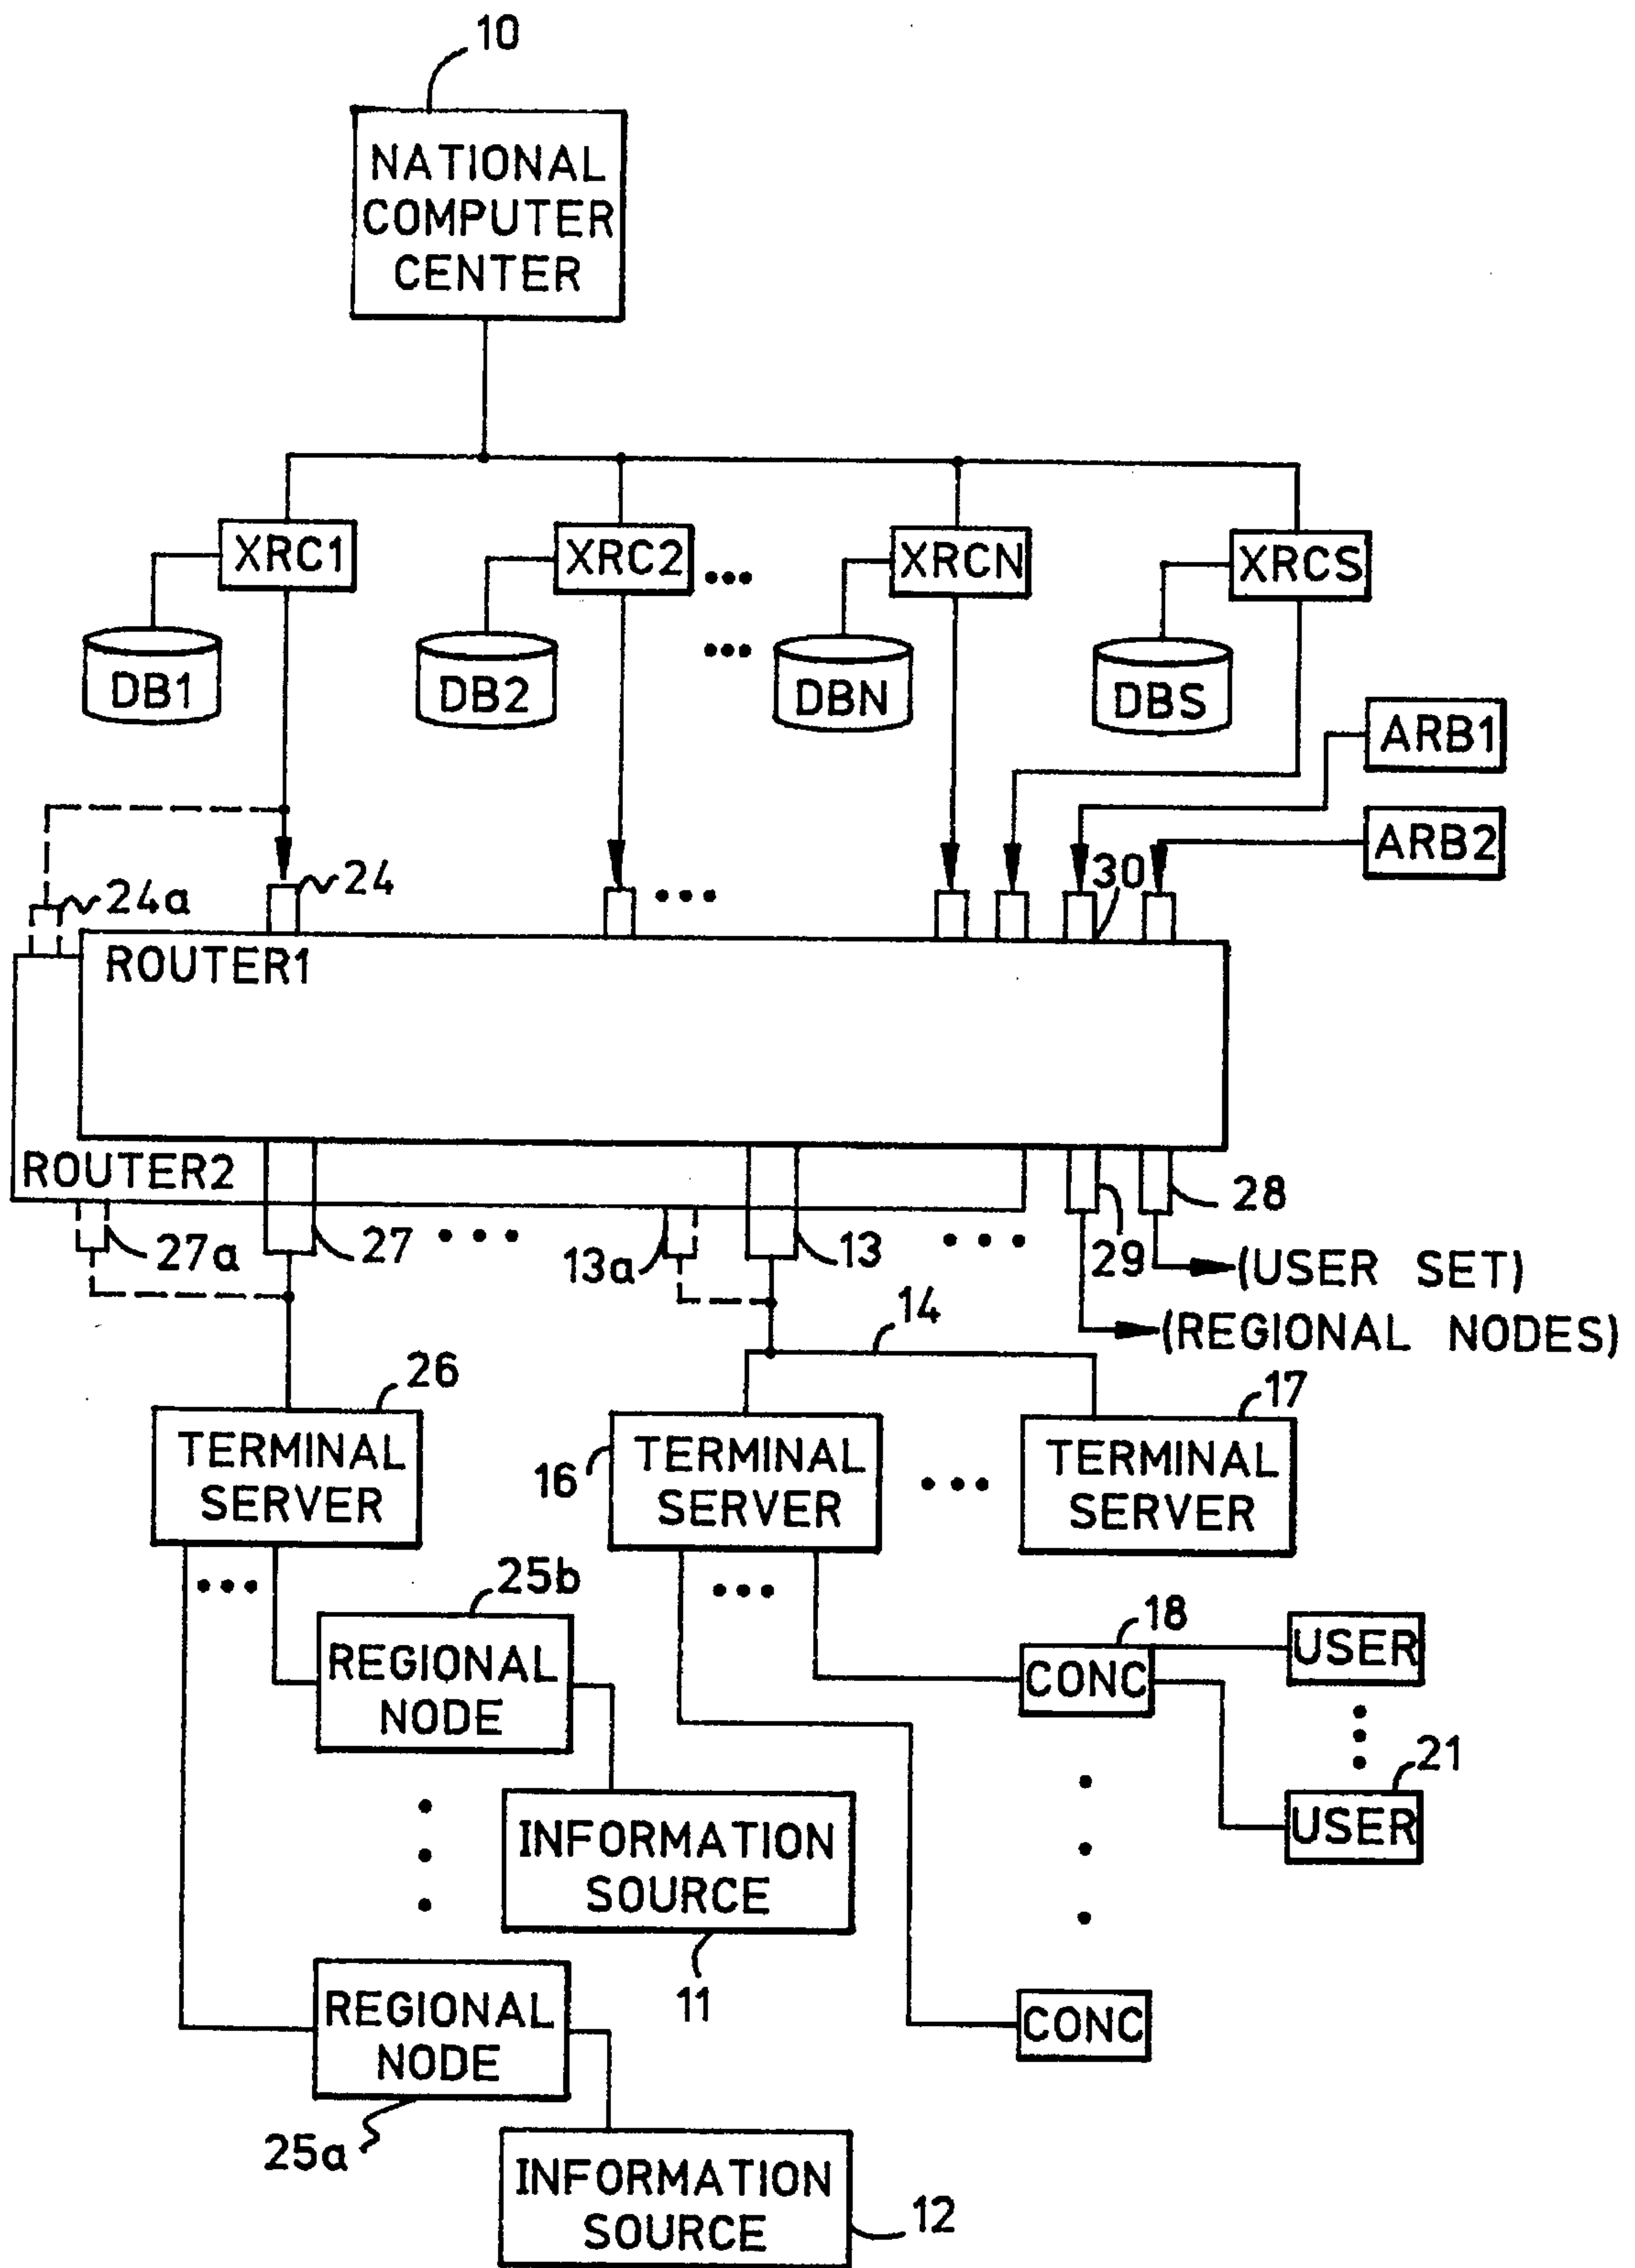 10
NATIONAL
COMPUTER
CENTER
XRC1
XRC2
XRCN
XRCS
DB1
DB2
DBN
DBS
ARB1
ARB2
24a
24
30
ROUTER1
ROUTER2
27a
27
13a
13
29
28
(USER SET)
(REGIONAL NODES)
14
26
TERMINAL
SERVER
16
TERMINAL
SERVER
17
TERMINAL
SERVER
25b
REGIONAL
NODE
18
CONC
USER
21
USER
INFORMATION
SOURCE
11
REGIONAL
NODE
25a
CONC
INFORMATION
SOURCE
12